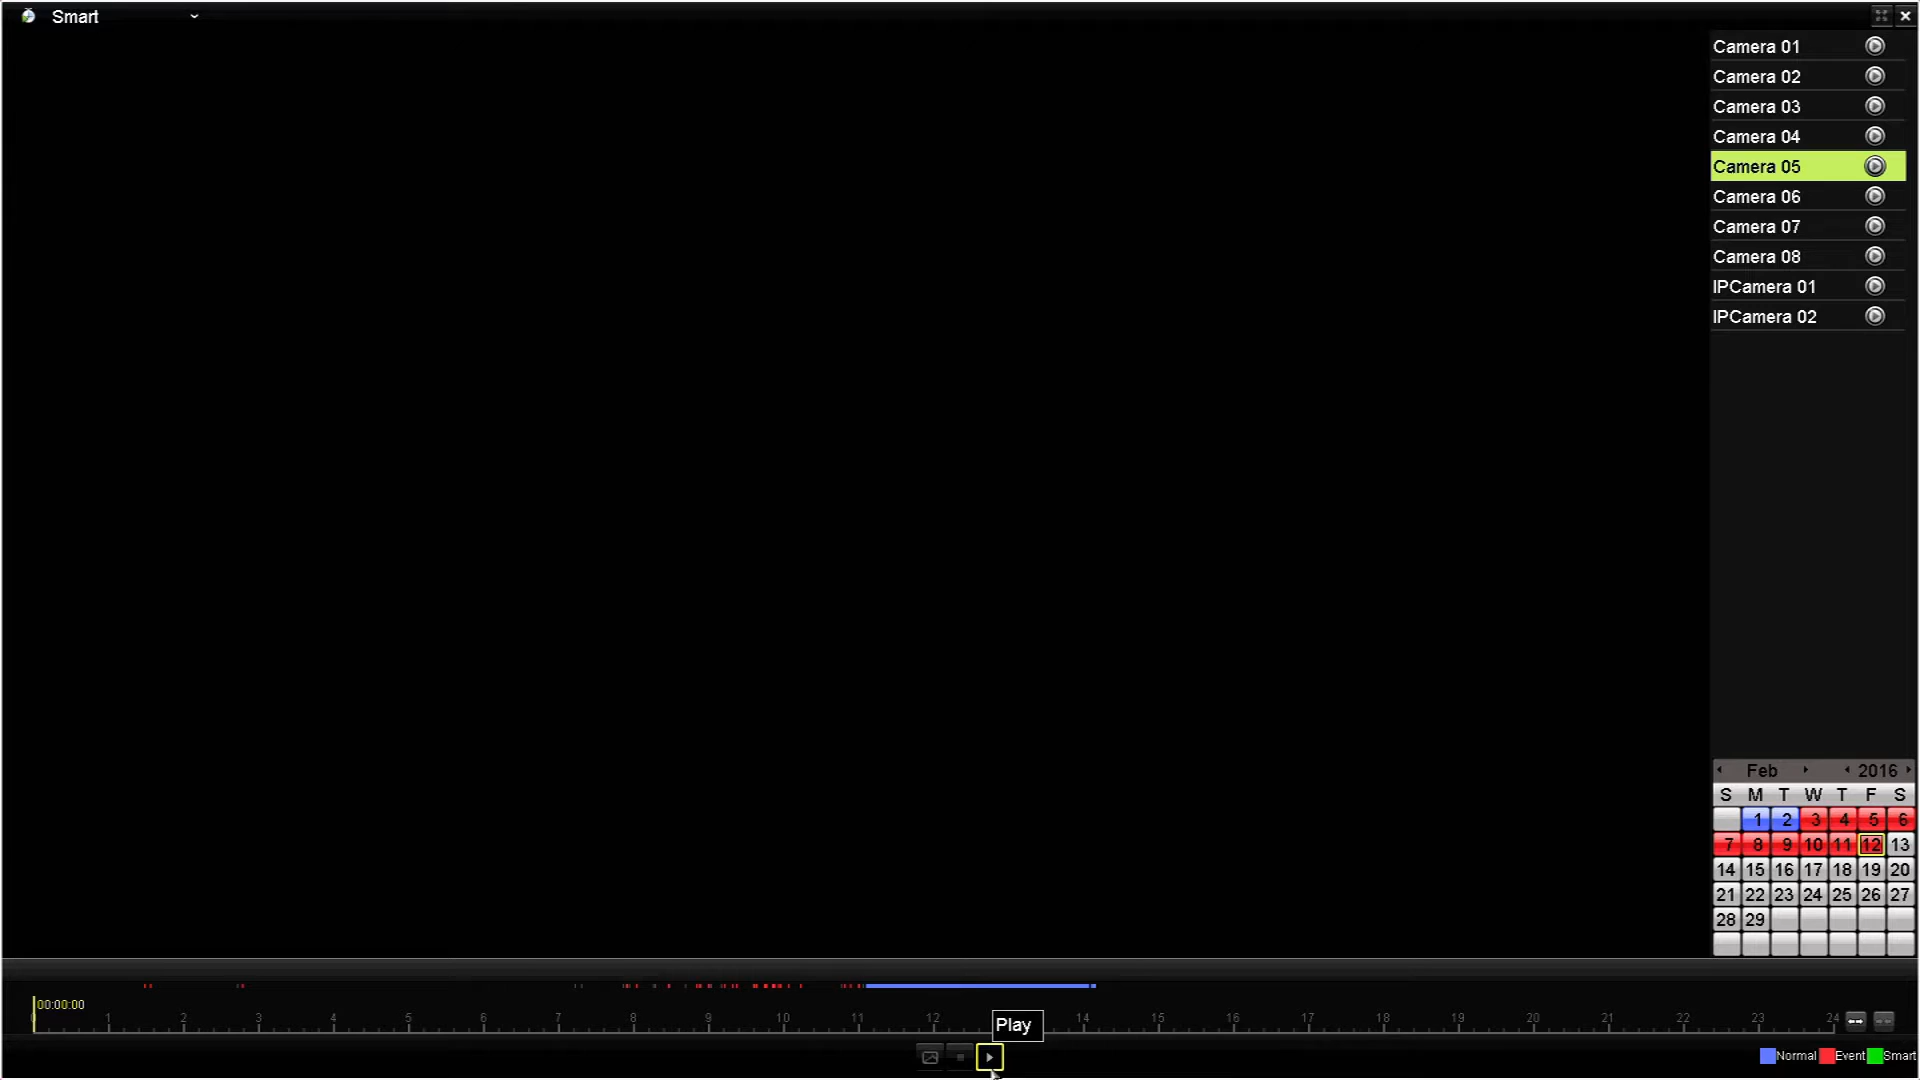 Smart
Camera 01
Camera 02
Camera 03
Camera 04
Camera 05
Camera 06
Camera 07
Camera 08
IPCamera 01
IPCamera 02
Feb 2016
S M T W T F S
1 2 3 4 5 6
7 8 9 10 11 12 13
14 15 16 17 18 19 20
21 22 23 24 25 26 27
28 29
00:00:00
0 1 2 3 4 5 6 7 8 9 10 11 12 14 15 16 17 18 19 20 21 22 23 24
Play
Normal Event Smart